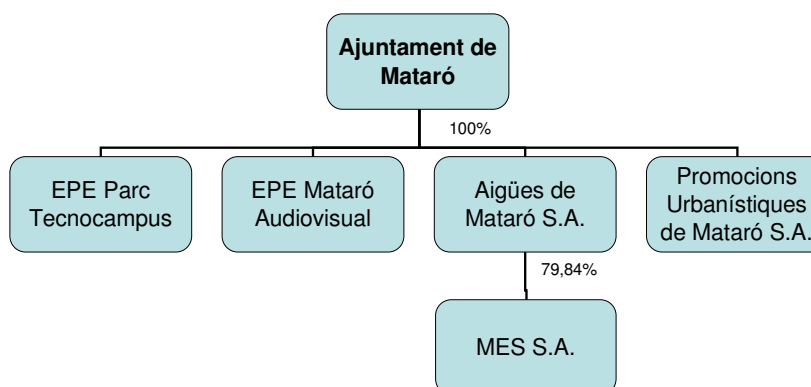 Ajuntament de
Mataró
100%
EPE Parc
Tecnocampus
EPE Mataró
Audiovisual
Aigües de
Mataró S.A.
Promocions
Urbanístiques
de Mataró S.A.
79,84%
MES S.A.